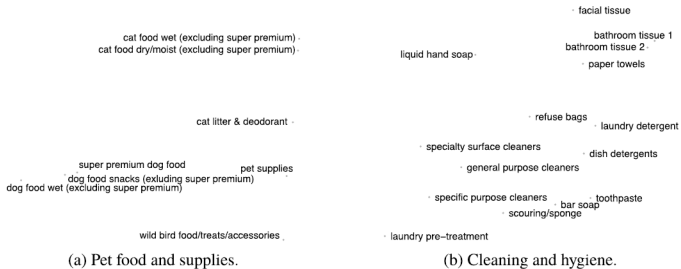 cat food wet (excluding super premium)
cat food dry/moist (excluding super premium)
cat litter & deodorant
super premium dog food
pet supplies
dog food snacks (exluding super premium)
dog food wet (excluding super premium)
wild bird food/treats/accessories
(a) Pet food and supplies.
facial tissue
bathroom tissue 1
bathroom tissue 2
liquid hand soap
paper towels
refuse bags
laundry detergent
specialty surface cleaners
dish detergents
general purpose cleaners
specific purpose cleaners
toothpaste
bar soap
scouring/sponge
laundry pre-treatment
(b) Cleaning and hygiene.